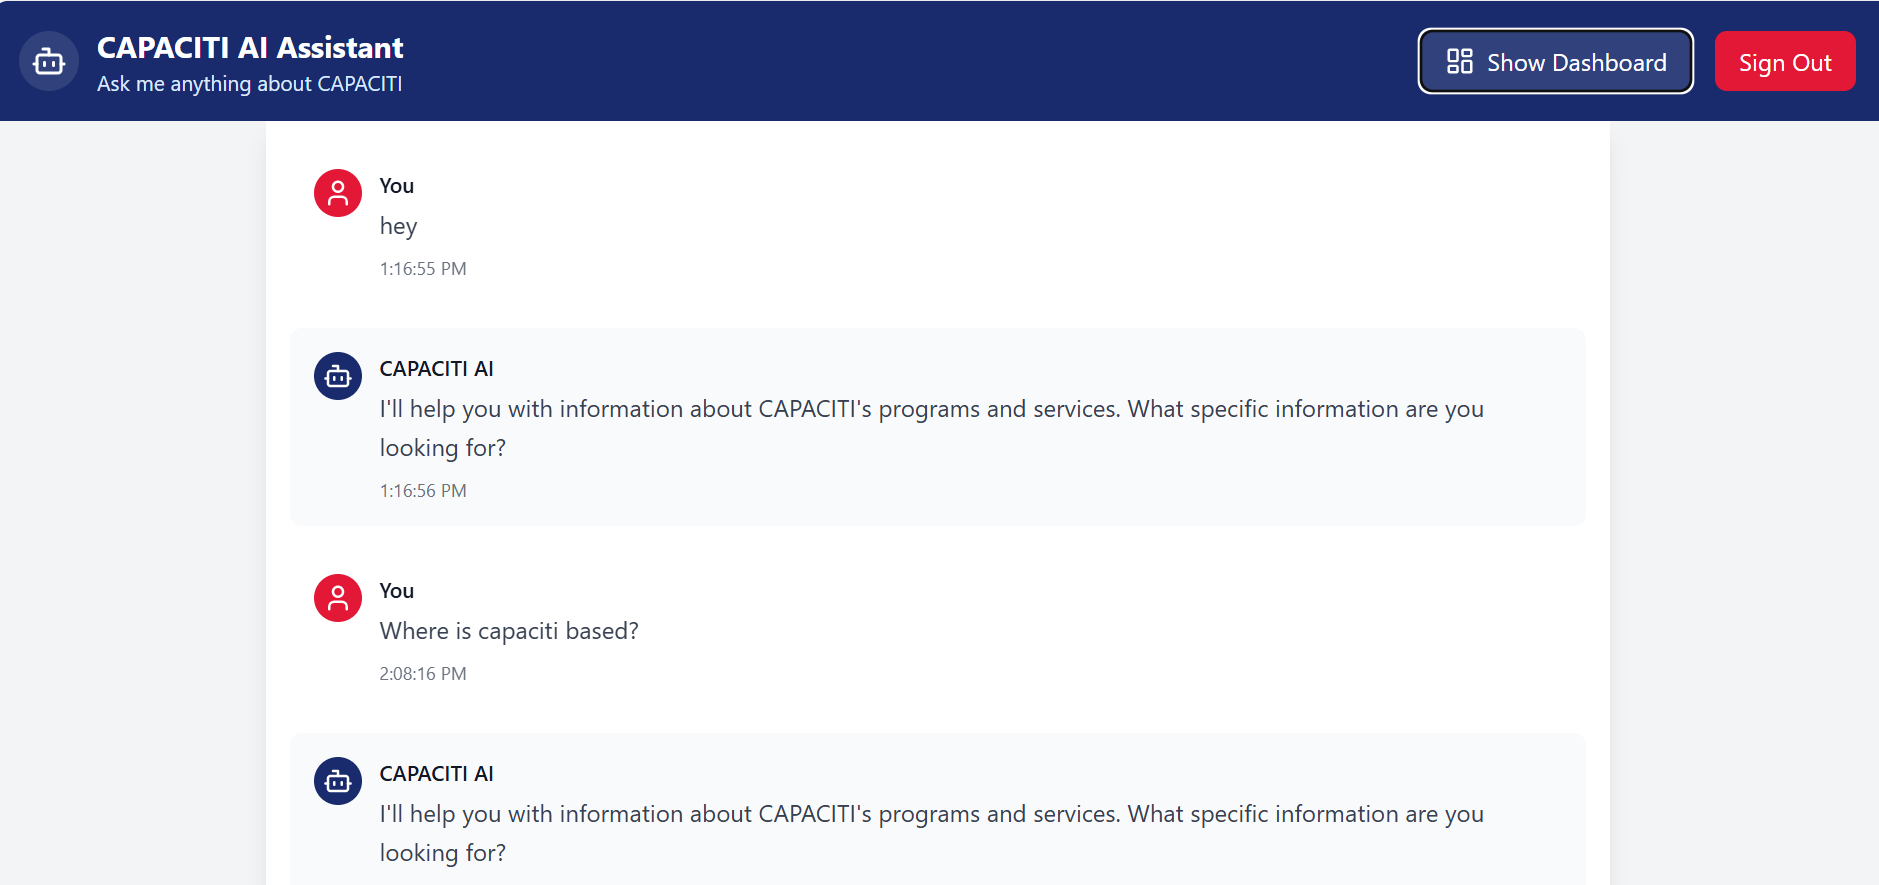 CAPACITI AI Assistant
Ask me anything about CAPACITI
Show Dashboard
Sign Out
You
hey
1:16:55 PM
CAPACITI AI
I'll help you with information about CAPACITI's programs and services. What specific information are you
looking for?
1:16:56 PM
You
Where is capaciti based?
2:08:16 PM
CAPACITI AI
I'll help you with information about CAPACITI's programs and services. What specific information are you
looking for?